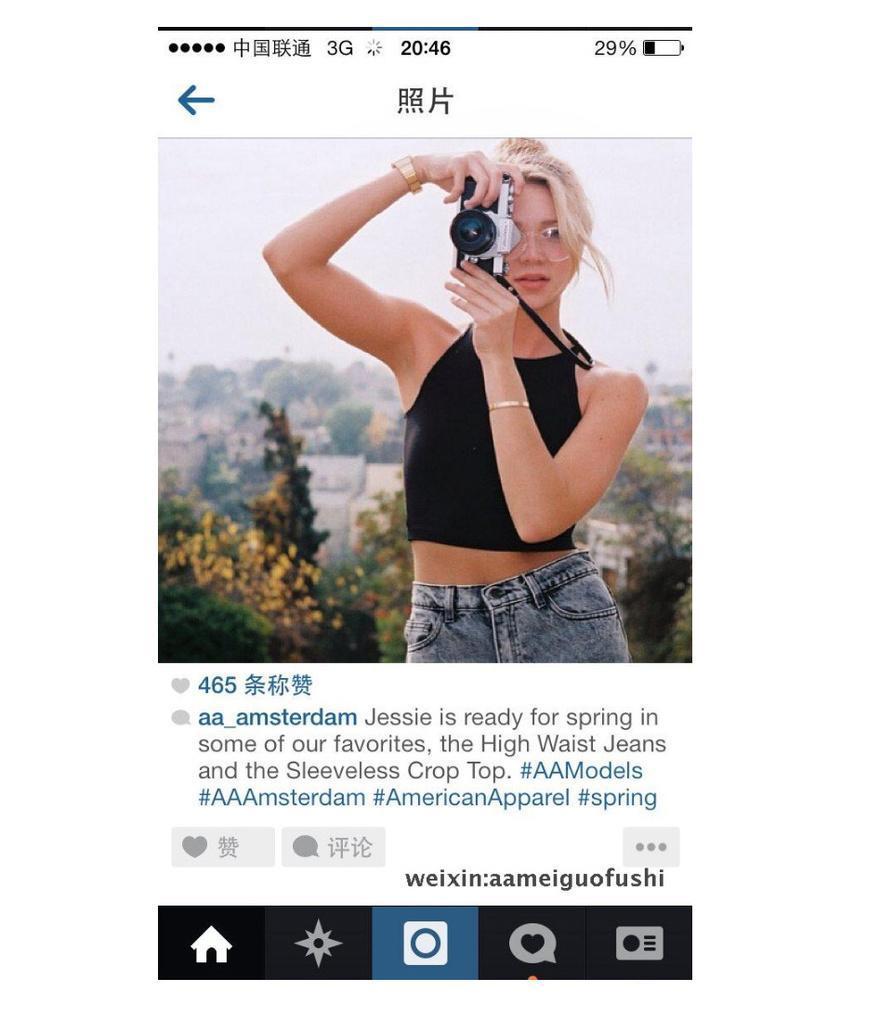 中国联通 3G 20:46 29%
照片
465 条称赞
aa_amsterdam Jessie is ready for spring in
some of our favorites, the High Waist Jeans
and the Sleeveless Crop Top. #AAModels
#AAAmsterdam #AmericanApparel #spring
赞 评论
weixin:aameiguofushi